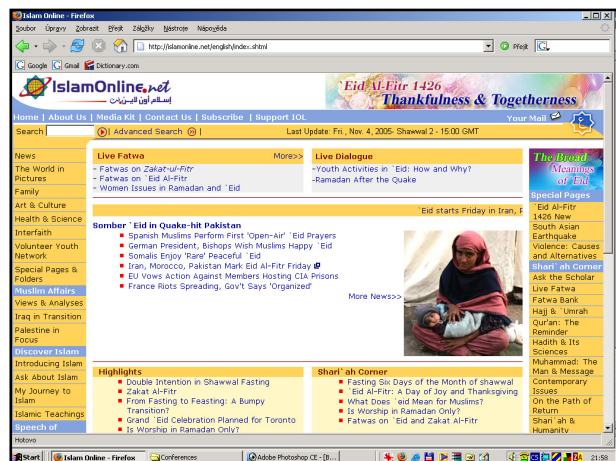 Islam Online - Firefox
Soubor Úpravy Zobrazit Přejít Záložky Nástroje Nápověda
http://islamonline.net/english/index.shtml Přejít
Google Gmail Dictionary.com
IslamOnline.net
إسلام أون لاين.نت
`Eid Al-Fitr 1426
Thankfulness & Togetherness
Home | About Us | Media Kit | Contact Us | Subscribe | Support IOL
Your Mail
Search | Advanced Search | Last Update: Fri., Nov. 4, 2005- Shawwal 2 - 15:00 GMT
News
The World in
Pictures
Family
Art & Culture
Health & Science
Interfaith
Volunteer Youth
Network
Special Pages &
Folders
Muslim Affairs
Views & Analyses
Iraq in Transition
Palestine in
Focus
Discover Islam
Introducing Islam
Ask About Islam
My Journey to
Islam
Islamic Teachings
Speech of
Live Fatwa More>>
- Fatwas on Zakat-ul-Fitr
- Fatwas on `Eid Al-Fitr
- Women Issues in Ramadan and `Eid
Live Dialogue
-Youth Activities in `Eid: How and Why?
-Ramadan After the Quake
`Eid starts Friday in Iran, P
Somber `Eid in Quake-hit Pakistan
Spanish Muslims Perform First 'Open-Air' `Eid Prayers
German President, Bishops Wish Muslims Happy `Eid
Somalis Enjoy 'Rare' Peaceful `Eid
Iran, Morocco, Pakistan Mark Eid Al-Fitr Friday
EU Vows Action Against Members Hosting CIA Prisons
France Riots Spreading, Gov't Says 'Organized'
More News>>
Highlights
Double Intention in Shawwal Fasting
Zakat Al-Fitr
From Fasting to Feasting: A Bumpy
Transition?
Grand `Eid Celebration Planned for Toronto
Is Worship in Ramadan Only?
Shari`ah Corner
Fasting Six Days of the Month of shawwal
`Eid Al-Fitr: A Day of Joy and Thanksgiving
What Does `eid Mean for Muslims?
Is Worship in Ramadan Only?
Fatwas on `Eid and Zakat Al-Fitr
The Broad
Meanings
of `Eid
Special Pages
`Eid Al-Fitr
1426 New
South Asian
Earthquake
Violence: Causes
and Alternatives
Shari`ah Corner
Ask the Scholar
Live Fatwa
Fatwa Bank
Hajj & `Umrah
Qur'an: The
Reminder
Hadith & Its
Sciences
Muhammad: The
Man & Message
Contemporary
Issues
On the Path of
Return
Shari`ah &
Humanity
Hotovo
Start Islam Online - Firefox Conferences Adobe Photoshop CE - [B... 21:58